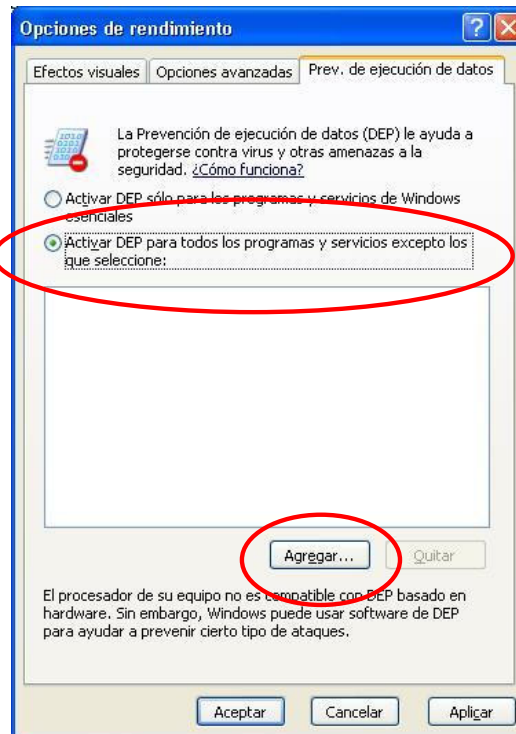 Opciones de rendimiento
Efectos visuales
Opciones avanzadas
Prev. de ejecución de datos
La Prevención de ejecución de datos (DEP) le ayuda a
protegerse contra virus y otras amenazas a la
seguridad. ¿Cómo funciona?
Activar DEP sólo para los programas y servicios de Windows
esenciales
Activar DEP para todos los programas y servicios excepto los
que seleccione:
Agregar...
Quitar
El procesador de su equipo no es compatible con DEP basado en
hardware. Sin embargo, Windows puede usar software de DEP
para ayudar a prevenir cierto tipo de ataques.
Aceptar
Cancelar
Aplicar